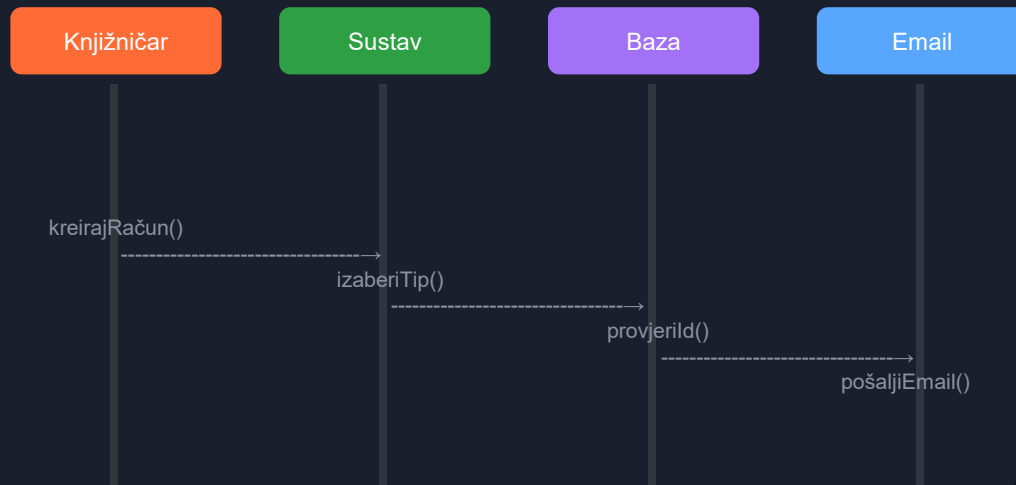 Knjižničar
Sustav
Baza
Email
kreirajRačun()
izaberiTip()
provjeriId()
pošaljiEmail()